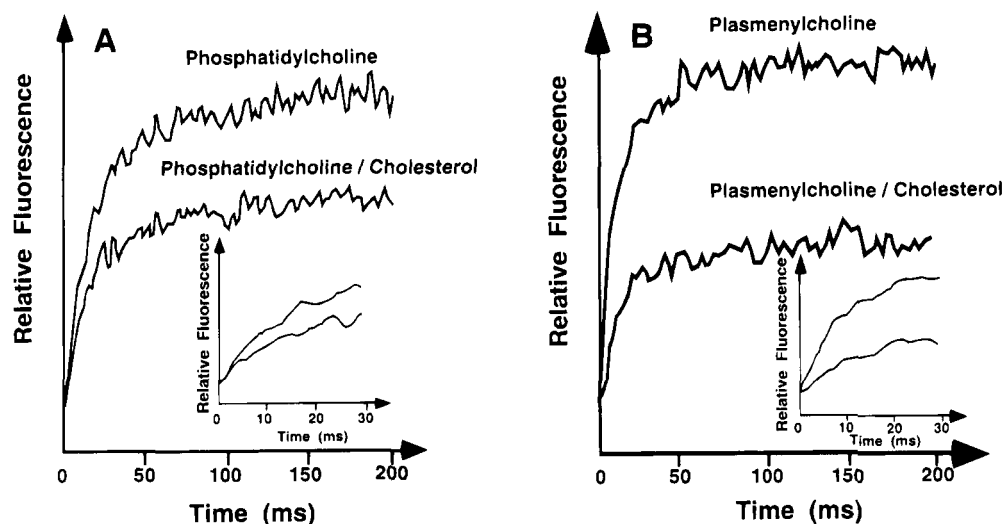 A
Phosphatidylcholine
Phosphatidylcholine / Cholesterol
Relative Fluorescence
Relative Fluorescence
0 10 20 30
Time (ms)
0 50 100 150 200
Time (ms)
B
Plasmenylcholine
Plasmenylcholine / Cholesterol
Relative Fluorescence
Relative Fluorescence
0 10 20 30
Time (ms)
0 50 100 150 200
Time (ms)